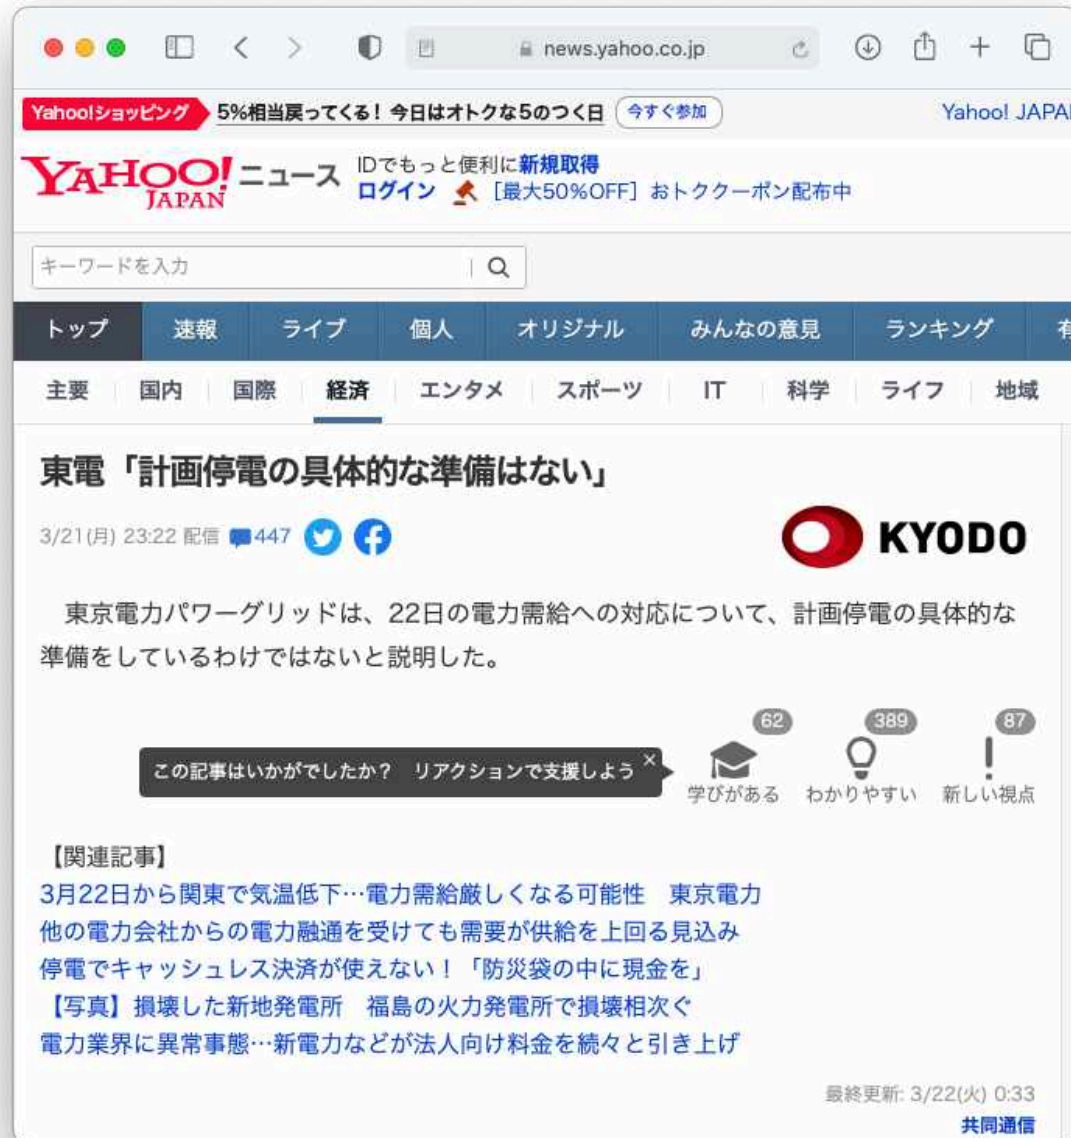 news.yahoo.co.jp
Yahoo!ショッピング 5%相当戻ってくる！今日はオトクな5のつく日 今すぐ参加 Yahoo! JAPA
YAHOO! JAPAN ニュース
IDでもっと便利に新規取得
ログイン [最大50%OFF] おトククーポン配布中
キーワードを入力
トップ 速報 ライブ 個人 オリジナル みんなの意見 ランキング 有
主要 国内 国際 経済 エンタメ スポーツ IT 科学 ライフ 地域
東電「計画停電の具体的な準備はない」
3/21(月) 23:22 配信 447
KYODO
東京電力パワーグリッドは、22日の電力需給への対応について、計画停電の具体的な
準備をしているわけではないと説明した。
62 389 87
この記事はいかがでしたか？ リアクションで支援しよう ×
学びがある わかりやすい 新しい視点
【関連記事】
3月22日から関東で気温低下…電力需給厳しくなる可能性 東京電力
他の電力会社からの電力融通を受けても需要が供給を上回る見込み
停電でキャッシュレス決済が使えない！「防災袋の中に現金を」
【写真】損壊した新地発電所 福島の火力発電所で損壊相次ぐ
電力業界に異常事態…新電力などが法人向け料金を続々と引き上げ
最終更新: 3/22(火) 0:33
共同通信